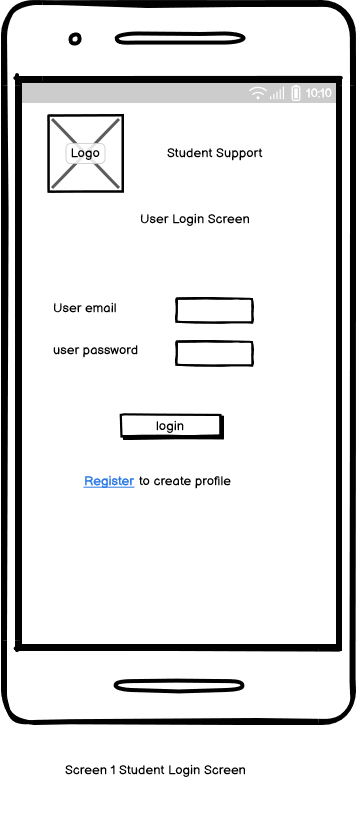 10:10
Logo
Student Support
User Login Screen
User email
user password
login
Register to create profile
Screen 1 Student Login Screen